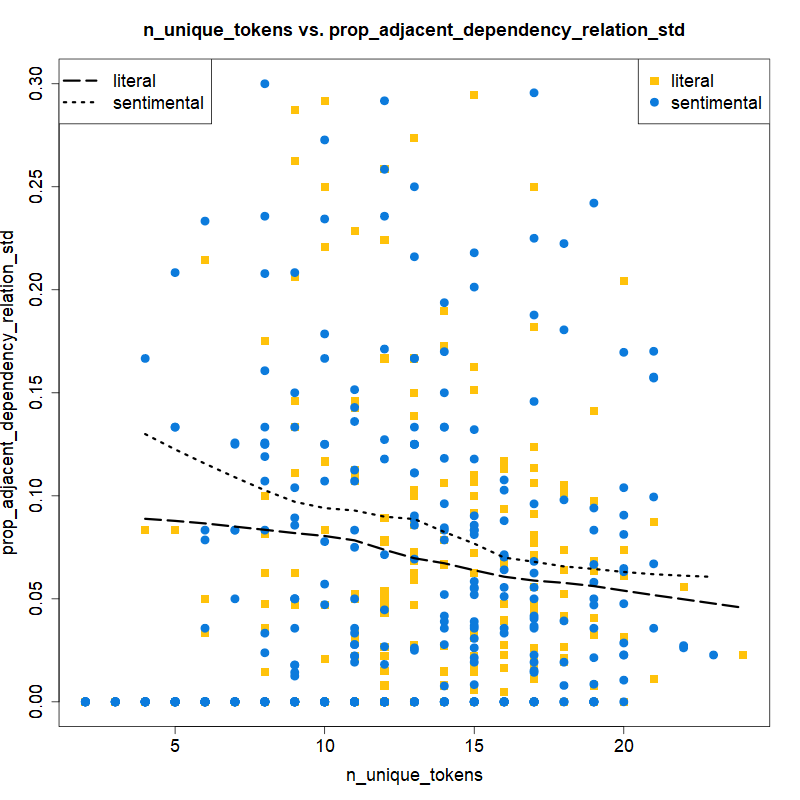 n_unique_tokens vs. prop_adjacent_dependency_relation_std
literal
sentimental
literal
sentimental
prop_adjacent_dependency_relation_std
0.30
0.25
0.20
0.15
0.10
0.05
0.00
5 10 15 20
n_unique_tokens